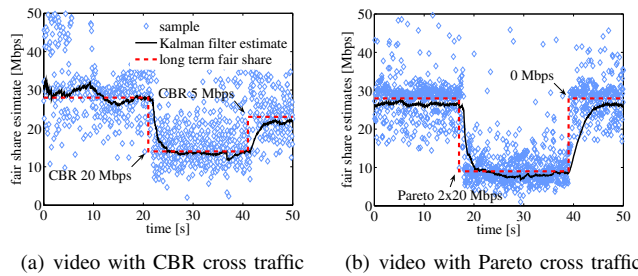 50
40
30
20
10
0
fair share esimtate [Mbps]
sample
Kalman filter estimate
long term fair share
CBR 5 Mbps
CBR 20 Mbps
0 10 20 30 40 50
time [s]
(a) video with CBR cross traffic
50
40
30
20
10
0
fair share estimates [Mbps]
0 Mbps
Pareto 2x20 Mbps
0 10 20 30 40 50
time [s]
(b) video with Pareto cross traffic